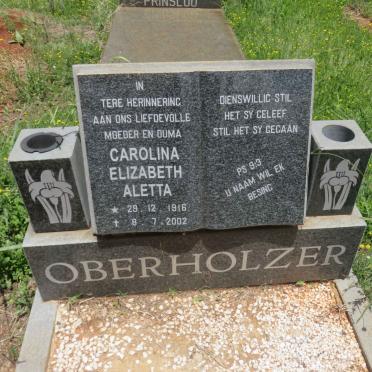 PRINSLOO
IN
TERE HERINNERING
AAN ONS LIEFDEVOLLE
MOEDER EN OUMA
CAROLINA
ELIZABETH
ALETTA
* 29.12.1916
† 8.7.2002
DIENSWILLIG STIL
HET SY GELEEF
STIL HET SY GEGAAN
PS 9:3
U NAAM WIL EK
BESING
OBERHOLZER